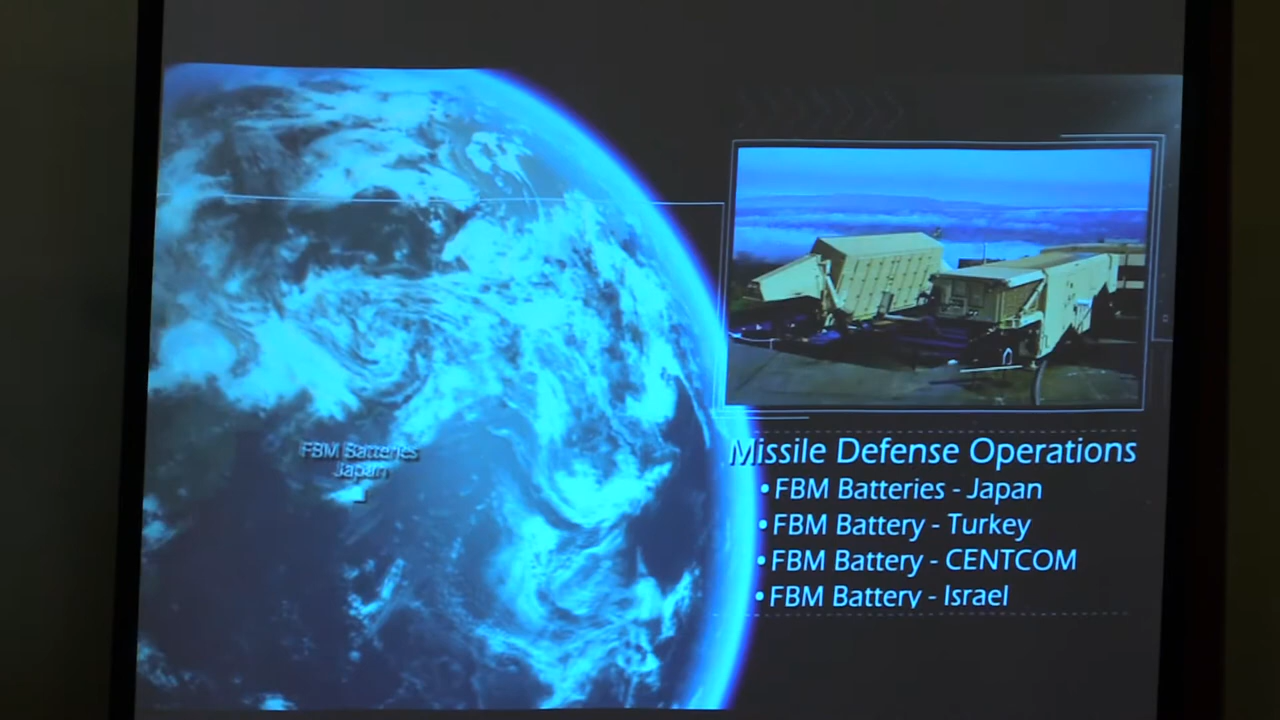 FBM Batteries
Japan
Missile Defense Operations
• FBM Batteries - Japan
• FBM Battery - Turkey
• FBM Battery - CENTCOM
• FBM Battery - Israel